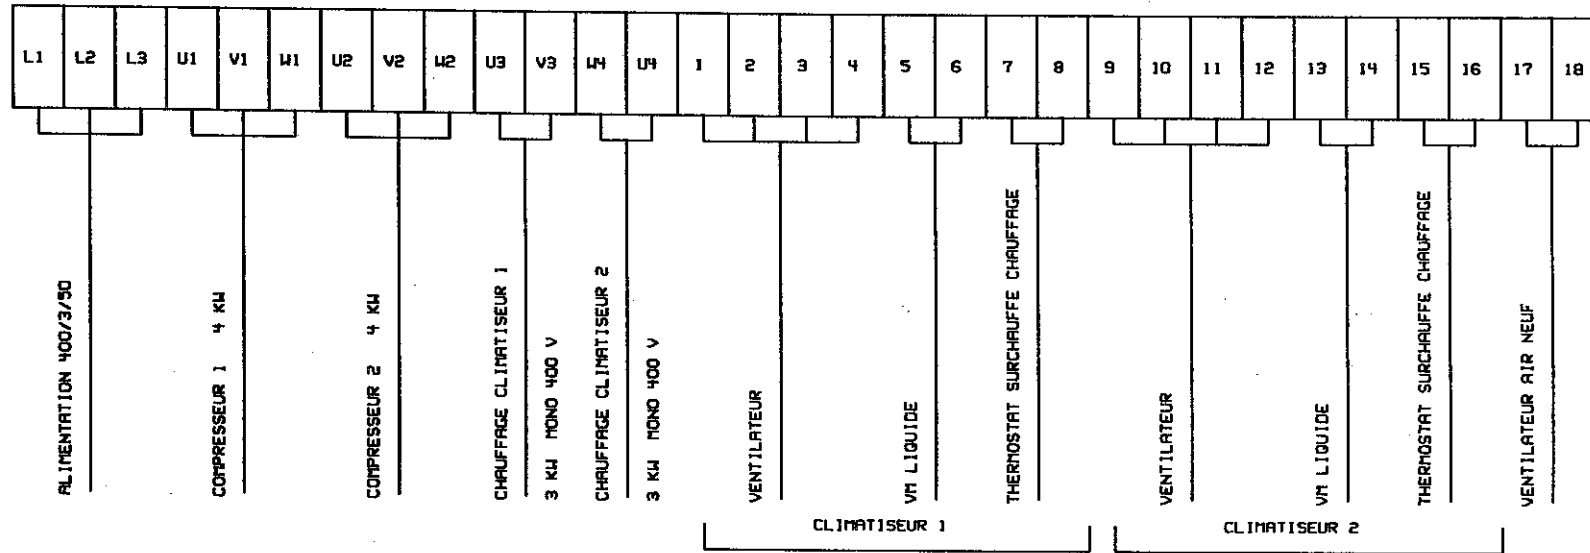 L1 L2 L3 U1 V1 W1 U2 V2 W2 U3 V3 W4 U4 1 2 3 4 5 6 7 8 9 10 11 12 13 14 15 16 17 18
ALIMENTATION 400/3/50
COMPRESSEUR 1 4 KW
COMPRESSEUR 2 4 KW
CHAUFFAGE CLIMATISEUR 1
3 KW MONO 400 V
CHAUFFAGE CLIMATISEUR 2
3 KW MONO 400 V
VENTILATEUR
VM LIQUIDE
THERMOSTAT SURCHAUFFE CHAUFFAGE
VENTILATEUR
VM LIQUIDE
THERMOSTAT SURCHAUFFE CHAUFFAGE
VENTILATEUR AIR NEUF
CLIMATISEUR 1
CLIMATISEUR 2